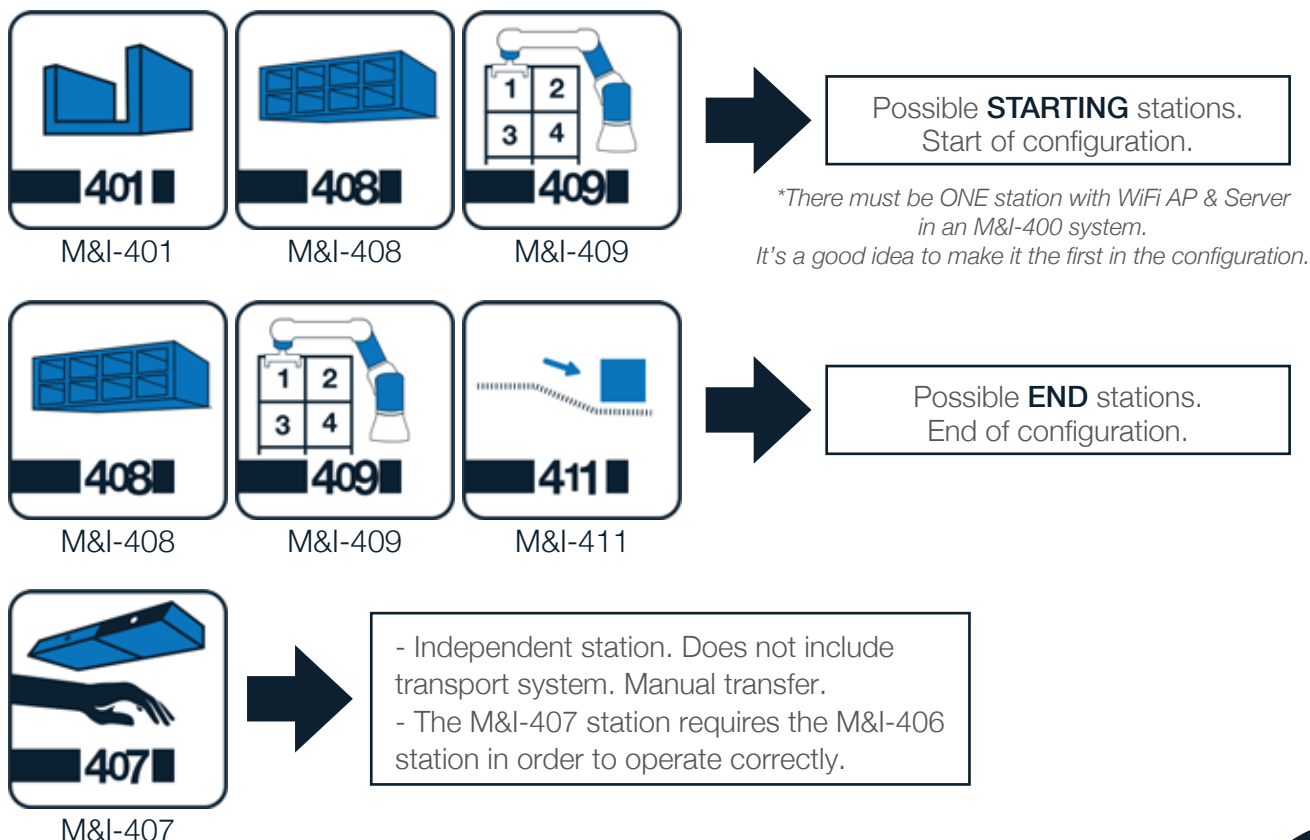 1 2
3 4
401 408 409
M&I-401 M&I-408 M&I-409
Possible STARTING stations.
Start of configuration.
*There must be ONE station with WiFi AP & Server
in an M&I-400 system.
It's a good idea to make it the first in the configuration.
1 2
3 4
408 409 411
M&I-408 M&I-409 M&I-411
Possible END stations.
End of configuration.
407
M&I-407
- Independent station. Does not include
transport system. Manual transfer.
- The M&I-407 station requires the M&I-406
station in order to operate correctly.